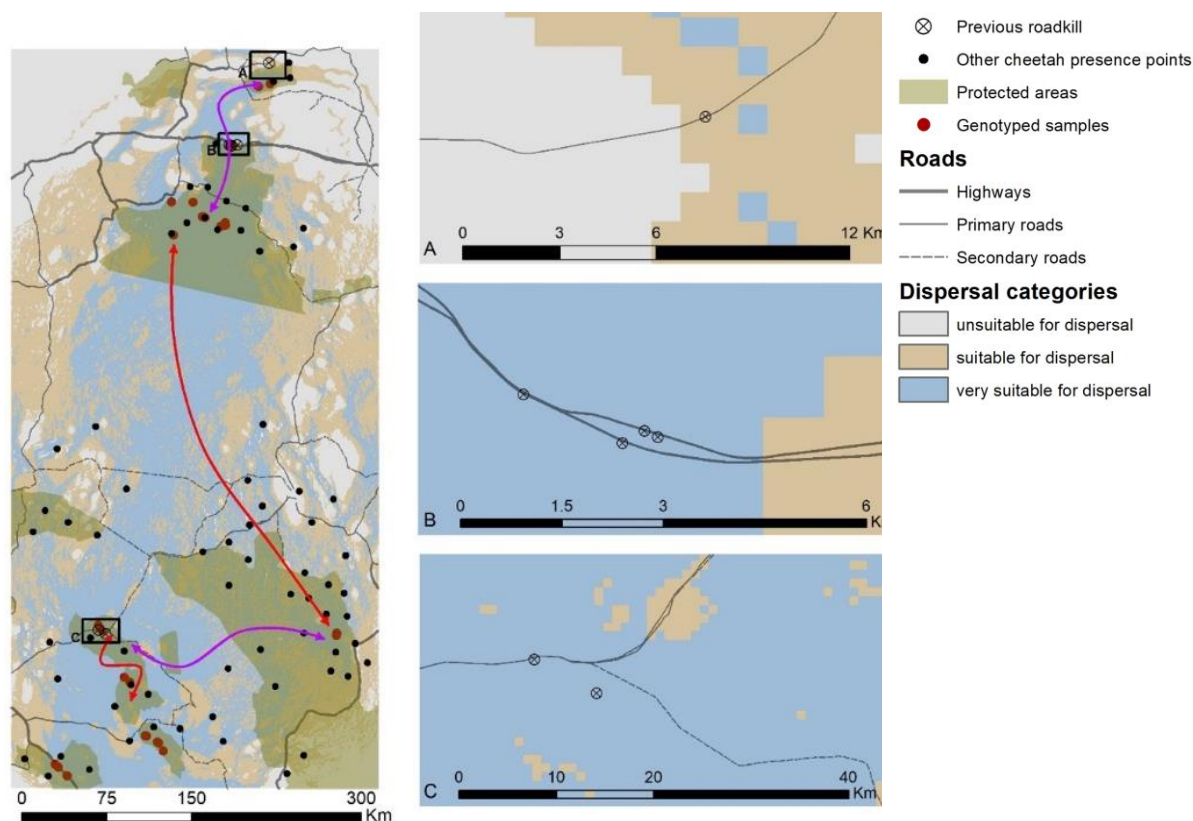 A
B
C
0 75 150 300
Km
0 3 6 12 Km
A
0 1.5 3 6
B K
0 10 20 40
C Km
Previous roadkill
Other cheetah presence points
Protected areas
Genotyped samples
Roads
Highways
Primary roads
Secondary roads
Dispersal categories
unsuitable for dispersal
suitable for dispersal
very suitable for dispersal